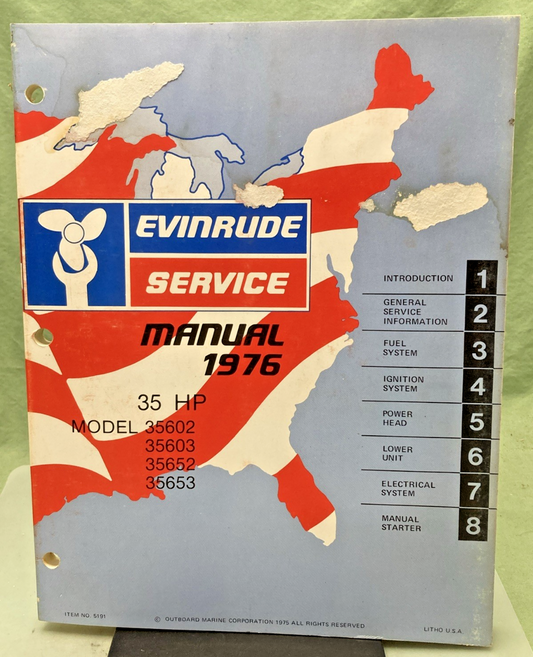 EVINRUDE
SERVICE
MANUAL
1976
35 HP
MODEL 35602
35603
35652
35653
INTRODUCTION 1
GENERAL
SERVICE
INFORMATION 2
FUEL
SYSTEM 3
IGNITION
SYSTEM 4
POWER
HEAD 5
LOWER
UNIT 6
ELECTRICAL
SYSTEM 7
MANUAL
STARTER 8
ITEM NO. 5191
© OUTBOARD MARINE CORPORATION 1975 ALL RIGHTS RESERVED
LITHO U.S.A.